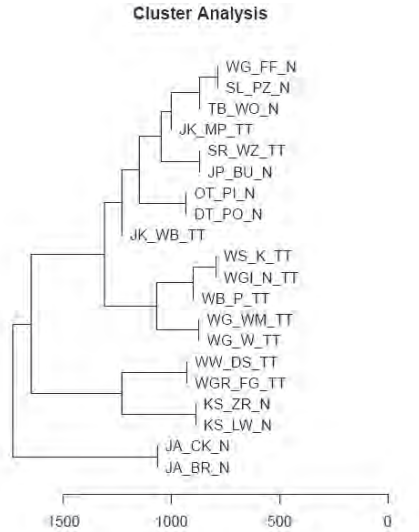 Cluster Analysis
WG_FF_N
SL_PZ_N
TB_WO_N
JK_MP_TT
SR_WZ_TT
JP_BU_N
OT_PI_N
DT_PO_N
JK_WB_TT
WS_K_TT
WGI_N_TT
WB_P_TT
WG_WM_TT
WG_W_TT
WW_DS_TT
WGR_FG_TT
KS_ZR_N
KS_LW_N
JA_CK_N
JA_BR_N
1500 1000 500 0